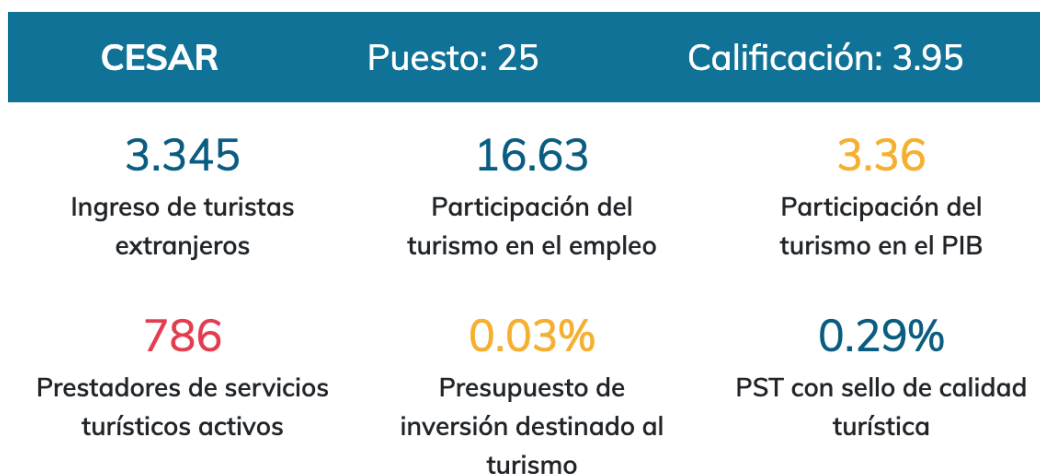 CESAR Puesto: 25 Calificación: 3.95
3.345 16.63 3.36
Ingreso de turistas Participación del Participación del
extranjeros turismo en el empleo turismo en el PIB
786 0.03% 0.29%
Prestadores de servicios Presupuesto de PST con sello de calidad
turísticos activos inversión destinado al turística
turismo